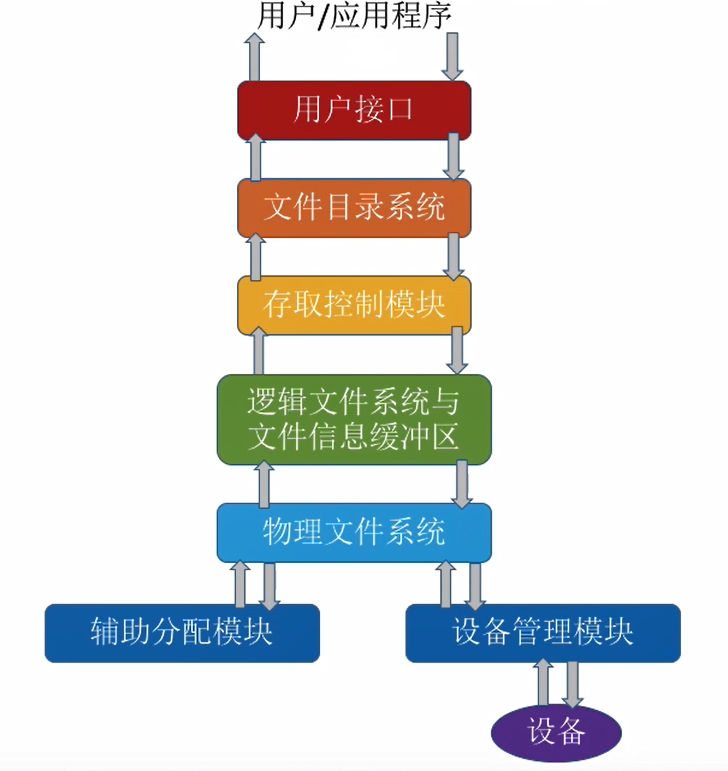 用户/应用程序
用户接口
文件目录系统
存取控制模块
逻辑文件系统与
文件信息缓冲区
物理文件系统
辅助分配模块
设备管理模块
设备